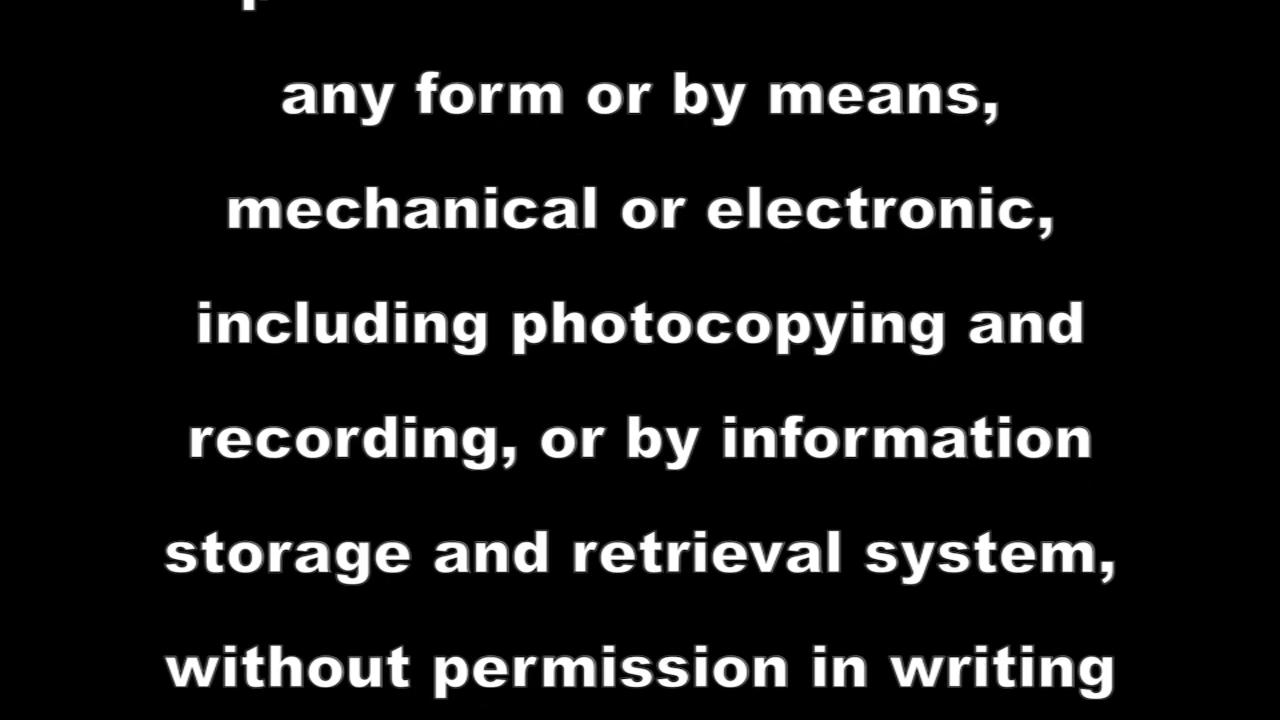 any form or by means,
mechanical or electronic,
including photocopying and
recording, or by information
storage and retrieval system,
without permission in writing